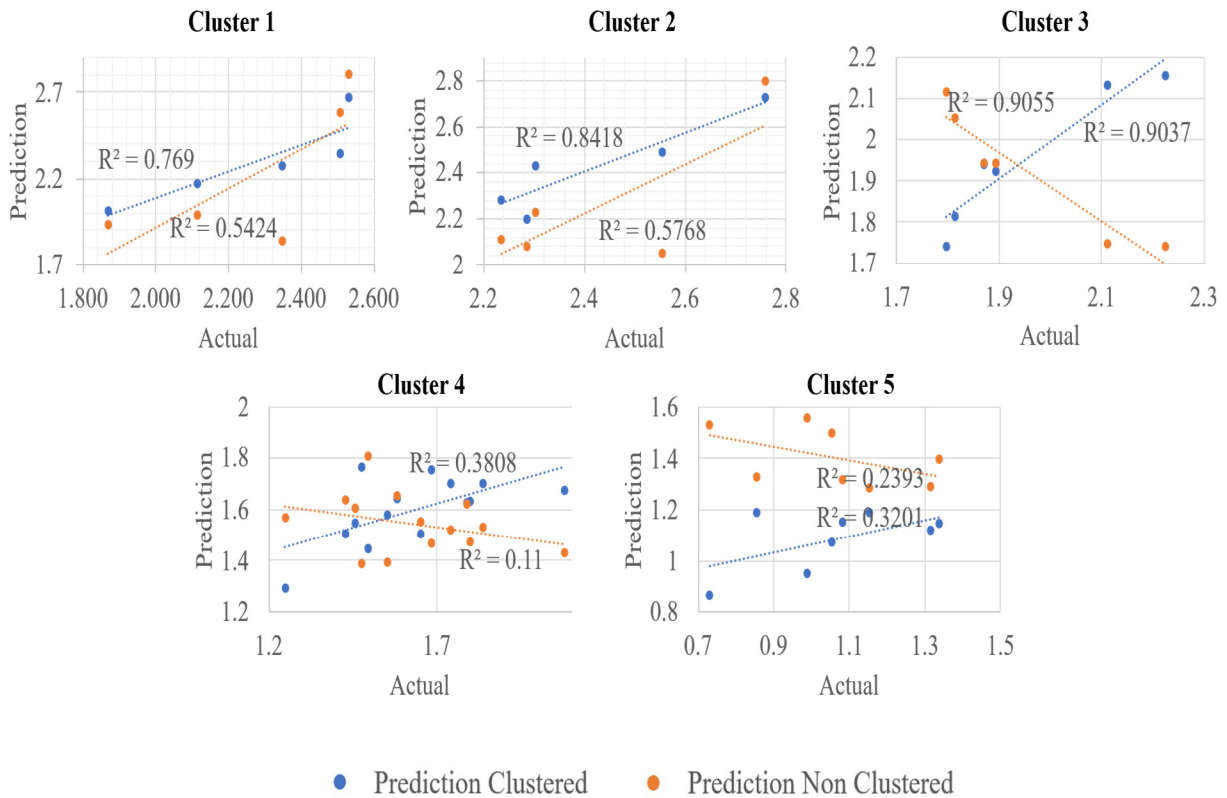 Cluster 1
Prediction
2.7
2.2
1.7
R² = 0.769
R² = 0.5424
1.800 2.000 2.200 2.400 2.600
Actual
Cluster 2
Prediction
2.8
2.6
2.4
2.2
2
R² = 0.8418
R² = 0.5768
2.2 2.4 2.6 2.8
Actual
Cluster 3
Prediction
2.2
2.1
2
1.9
1.8
1.7
R² = 0.9055
R² = 0.9037
1.7 1.9 2.1 2.3
Actual
Cluster 4
Prediction
2
1.8
1.6
1.4
1.2
R² = 0.3808
R² = 0.11
1.2 1.7
Actual
Cluster 5
Prediction
1.6
1.4
1.2
1
0.8
R² = 0.2393
R² = 0.3201
0.7 0.9 1.1 1.3 1.5
Actual
Prediction Clustered Prediction Non Clustered